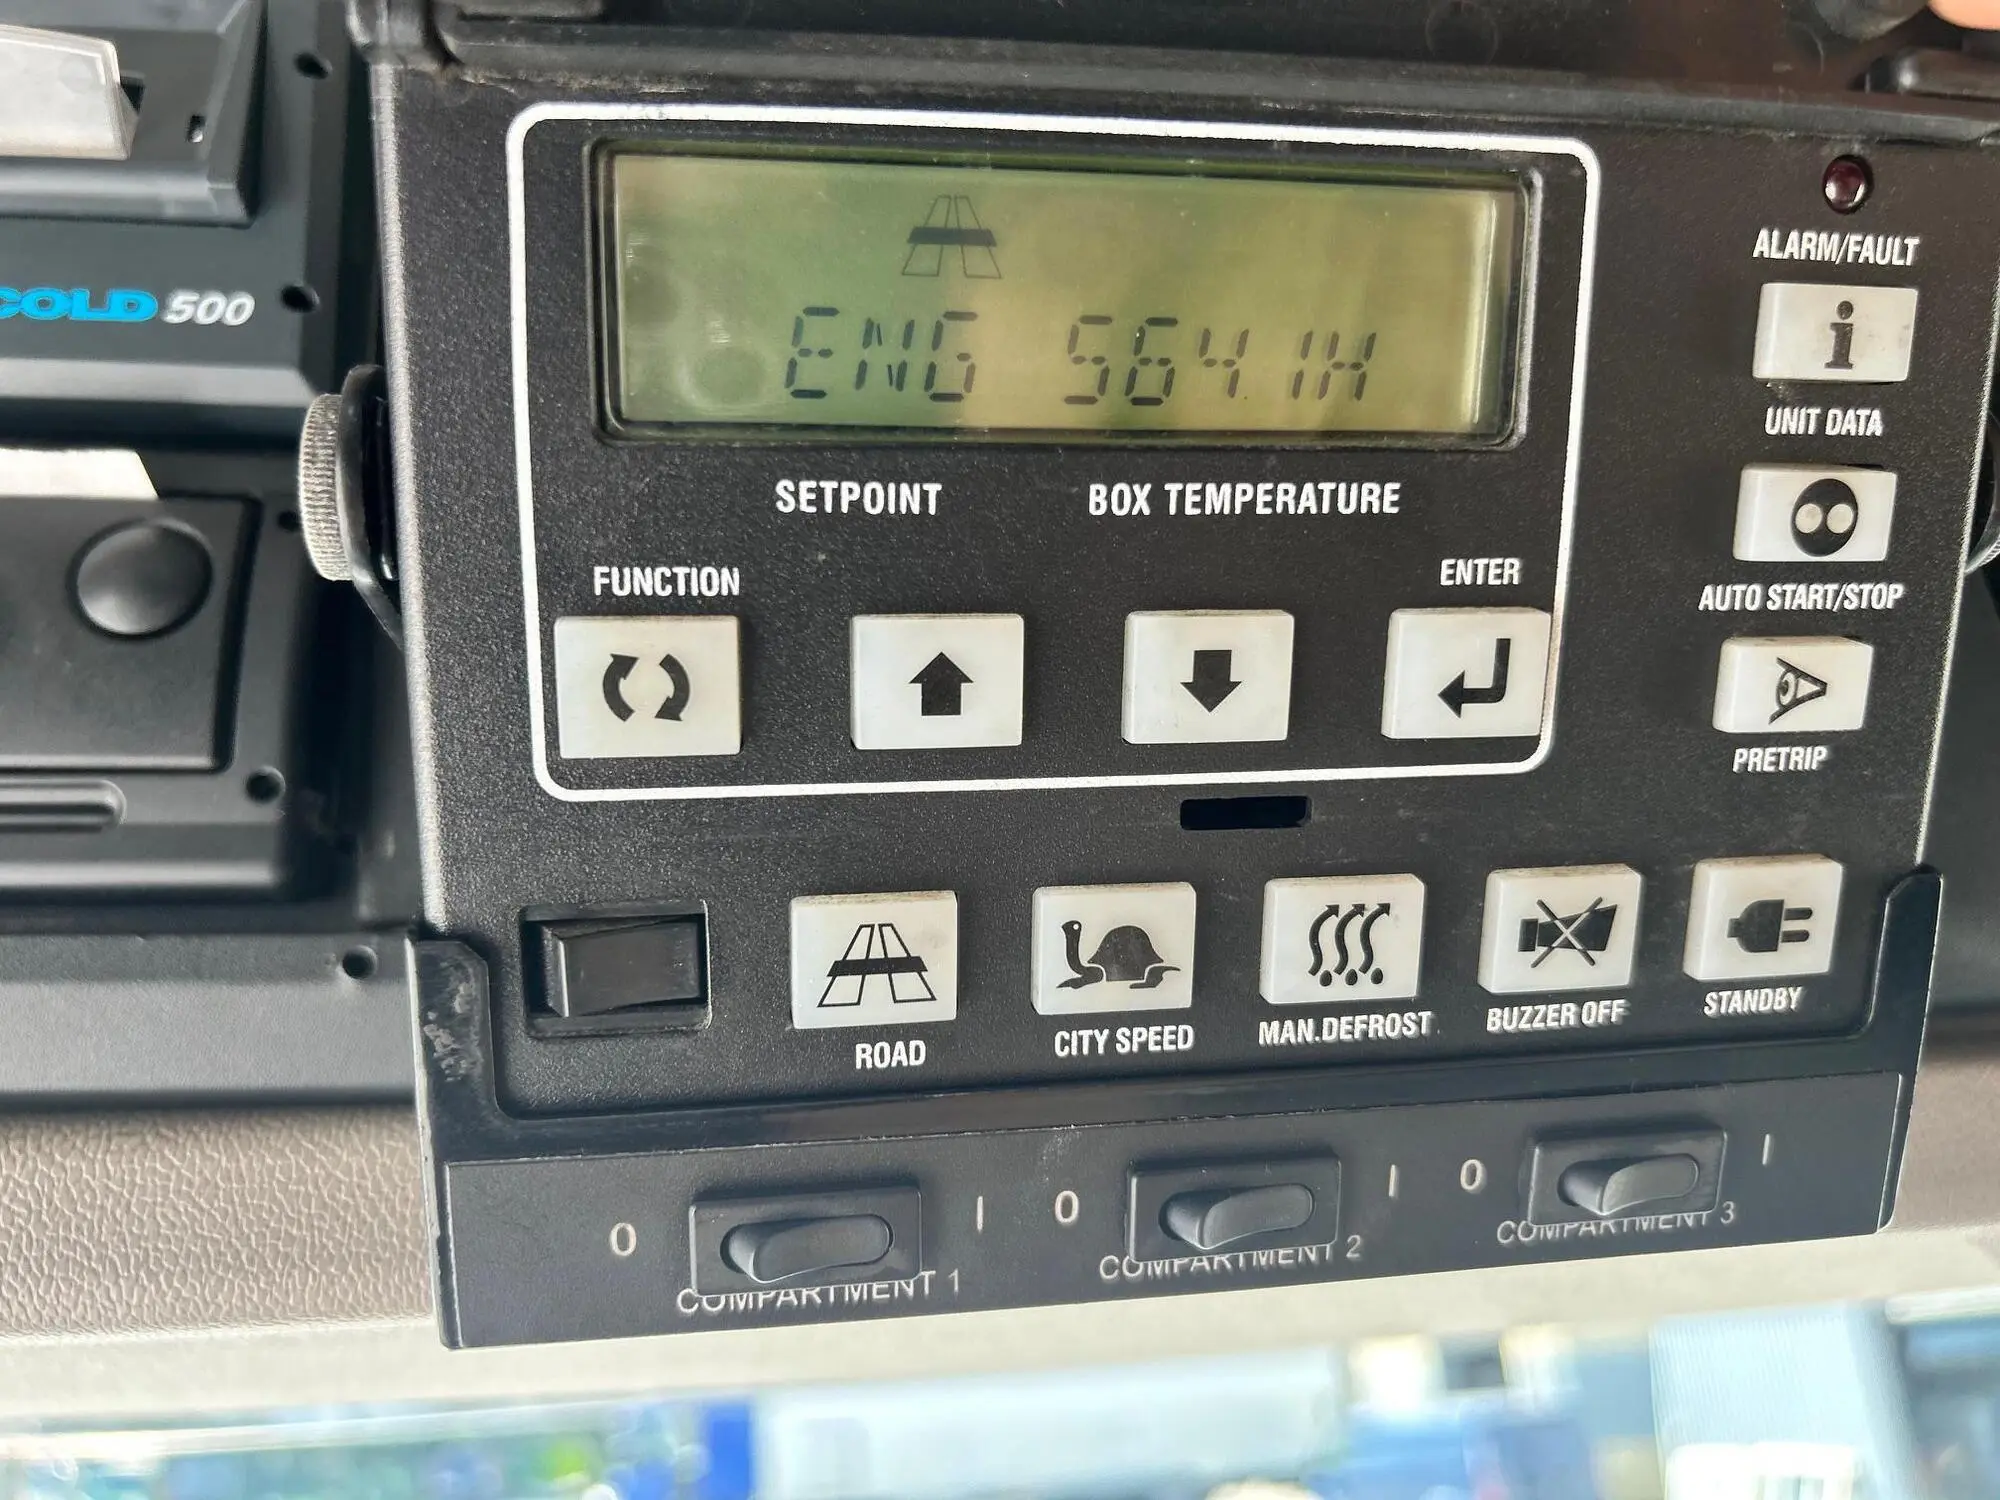 COLD 500
ENG 5641H
SETPOINT BOX TEMPERATURE
FUNCTION ENTER
ALARM/FAULT
i
UNIT DATA
AUTO START/STOP
PRETRIP
ROAD CITY SPEED MAN.DEFROST BUZZER OFF STANDBY
0 I 0 I 0 I
COMPARTMENT 1 COMPARTMENT 2 COMPARTMENT 3